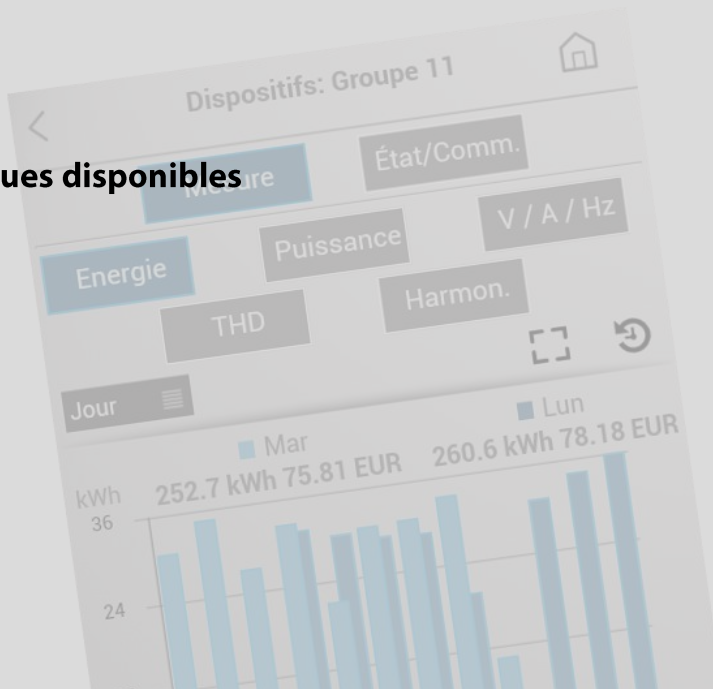 Dispositifs: Groupe 11
ues disponibles
Mesure
État/Comm.
Energie
Puissance
V / A / Hz
THD
Harmon.
Jour
Mar
Lun
252.7 kWh 75.81 EUR
260.6 kWh 78.18 EUR
kWh
36
24